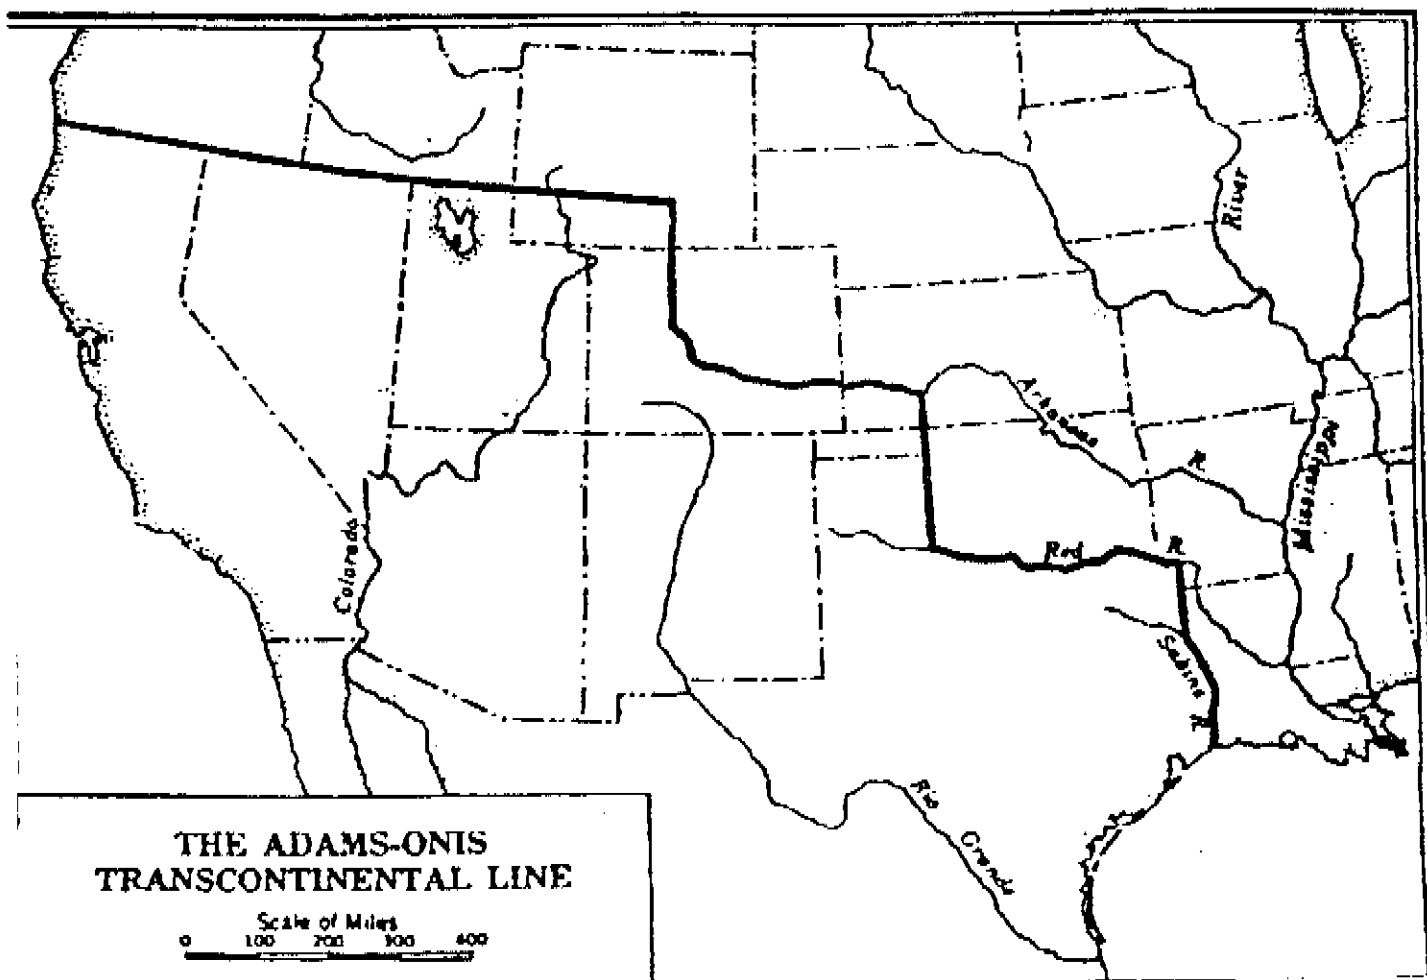 River
Arkansas
R.
Mississippi
Colorado
Red R.
Sabine
R.
Rio
Grande
THE ADAMS-ONIS
TRANSCONTINENTAL LINE
Scale of Miles
0 100 200 300 400